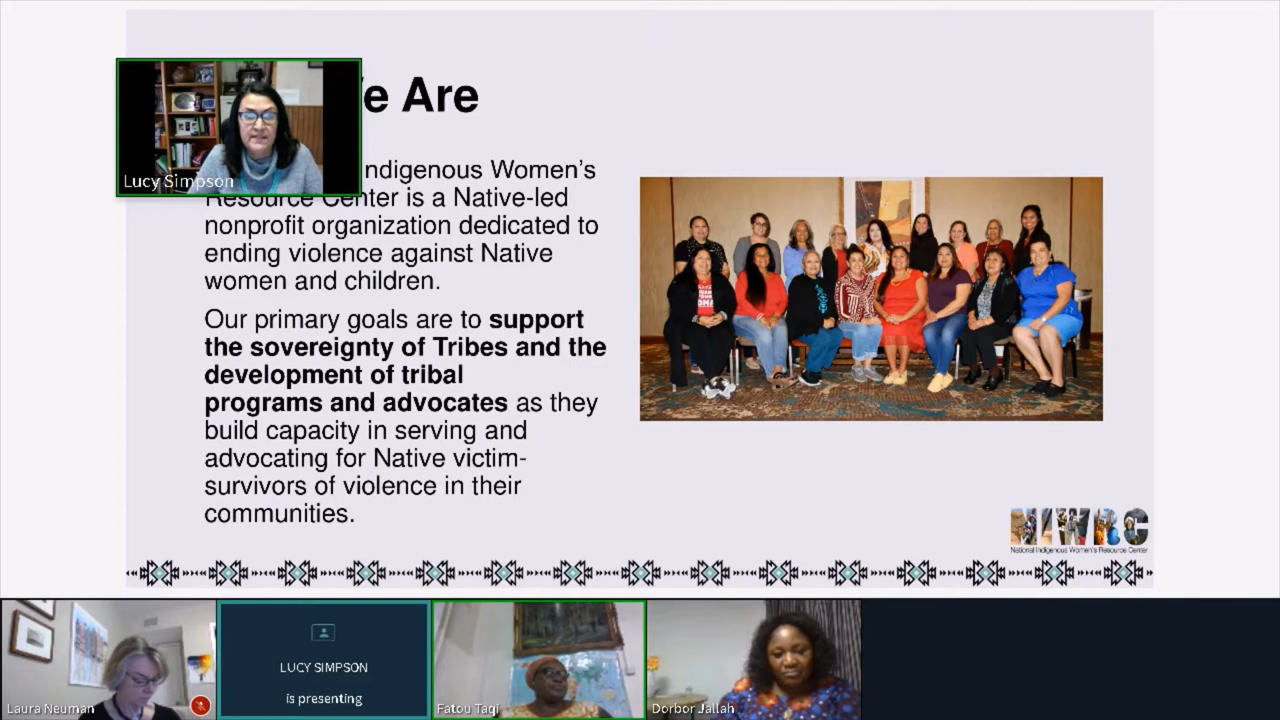 e Are
Lucy Simpson
ndigenous Women's
Resource Center is a Native-led
nonprofit organization dedicated to
ending violence against Native
women and children.
Our primary goals are to support
the sovereignty of Tribes and the
development of tribal
programs and advocates as they
build capacity in serving and
advocating for Native victim-
survivors of violence in their
communities.
NIWRC
National Indigenous Women's Resource Center
Laura Neuman
LUCY SIMPSON
is presenting
Fatou Taqi
Dorbor Jallah